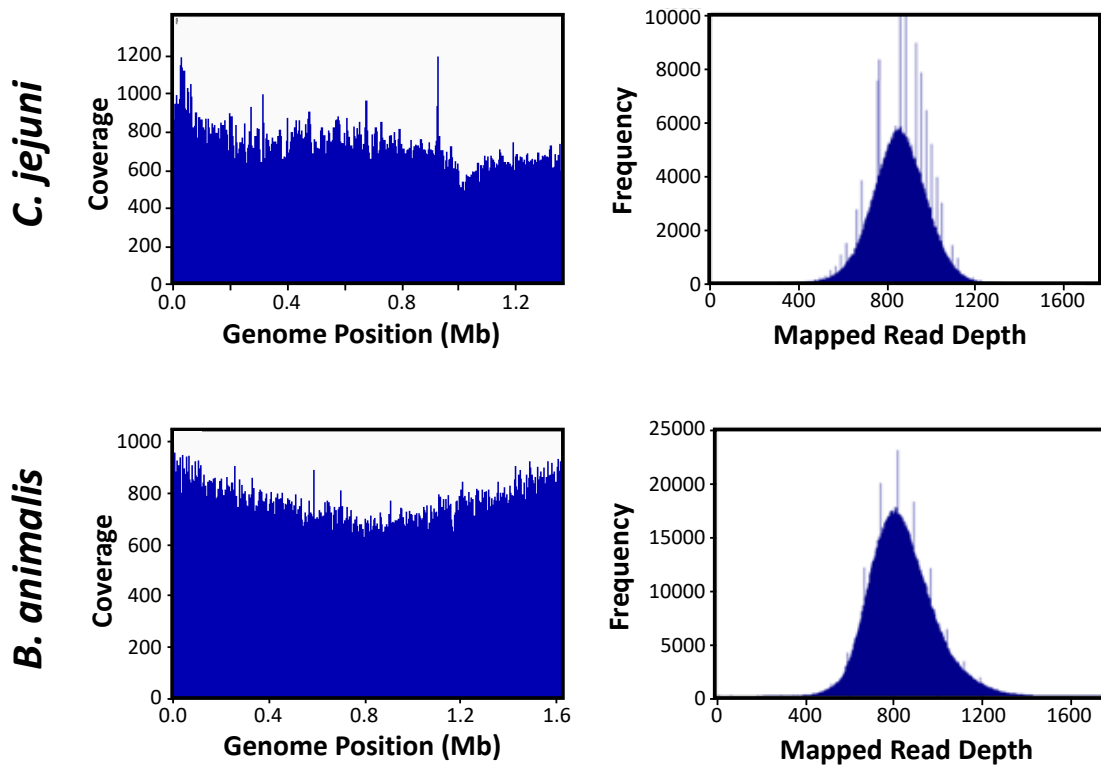 C. jejuni
Coverage
1200
1000
800
600
400
200
0
0.0 0.4 0.8 1.2
Genome Position (Mb)
Frequency
10000
8000
6000
4000
2000
0
0 400 800 1200 1600
Mapped Read Depth
B. animalis
Coverage
1000
800
600
400
200
0
0.0 0.4 0.8 1.2 1.6
Genome Position (Mb)
Frequency
25000
20000
15000
10000
5000
0
0 400 800 1200 1600
Mapped Read Depth